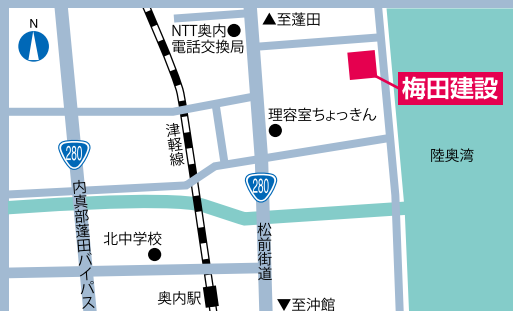 N
▲至蓬田
NTT奥内
電話交換局
梅田建設
理容室ちょっきん
津軽線
陸奥湾
280
280
内真部蓬田バイパス
北中学校
松前街道
奥内駅
▼至沖館